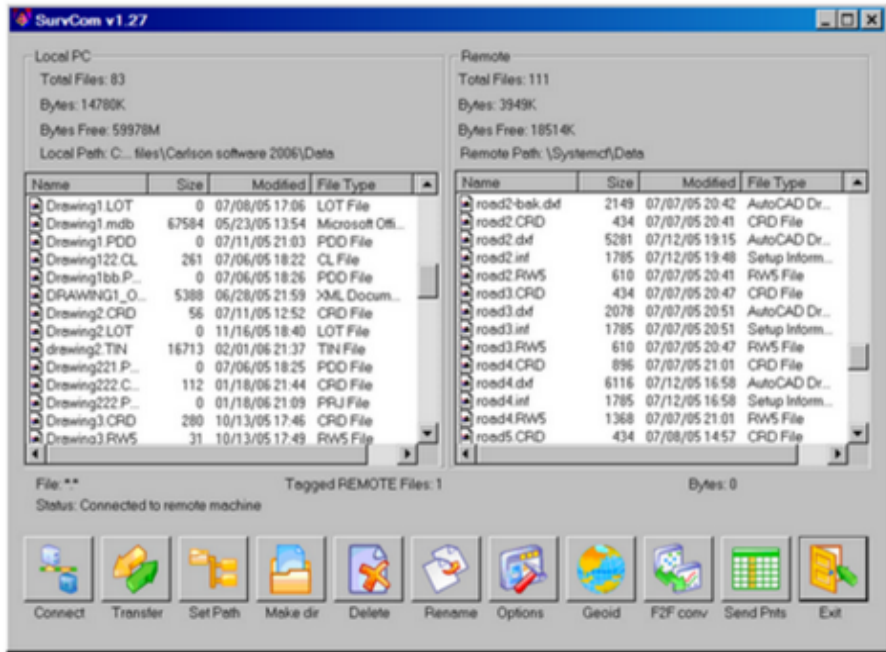 SurvCom v1.27
Local PC
Total Files: 83
Bytes: 14780K
Bytes Free: 59978M
Local Path: C:... files\Carlson software 2006\Data
Name Size Modified File Type
Drawing1.LOT 0 07/08/05 17:06 LOT File
Drawing1.mdb 67584 05/23/05 13:54 Microsoft Offi...
Drawing1.PDD 0 07/11/05 21:03 PDD File
Drawing122.CL 261 07/06/05 18:22 CL File
Drawing1bb.P... 0 07/06/05 18:26 PDD File
DRAWING1_O... 5388 06/28/05 21:59 XML Docum...
Drawing2.CRD 56 07/11/05 12:52 CRD File
Drawing2.LOT 0 11/16/05 18:40 LOT File
drawing2.TIN 16713 02/01/06 21:37 TIN File
Drawing221.P... 0 07/06/05 18:25 PDD File
Drawing222.C... 112 01/18/06 21:44 CRD File
Drawing222.P... 0 01/18/06 21:09 PRJ File
Drawing3.CRD 280 10/13/05 17:46 CRD File
Drawing3.RW5 31 10/13/05 17:49 RW5 File
Remote
Total Files: 111
Bytes: 3949K
Bytes Free: 18514K
Remote Path: \Systemcf\Data
Name Size Modified File Type
road2-bak.dxf 2149 07/07/05 20:42 AutoCAD Dr...
road2.CRD 434 07/07/05 20:41 CRD File
road2.dxf 5281 07/12/05 19:15 AutoCAD Dr...
road2.inf 1785 07/12/05 19:48 Setup Inform...
road2.RW5 610 07/07/05 20:41 RW5 File
road3.CRD 434 07/07/05 20:47 CRD File
road3.dxf 2078 07/07/05 20:51 AutoCAD Dr...
road3.inf 1785 07/07/05 20:51 Setup Inform...
road3.RW5 610 07/07/05 20:47 RW5 File
road4.CRD 896 07/07/05 21:01 CRD File
road4.dxf 6116 07/12/05 16:58 AutoCAD Dr...
road4.inf 1785 07/12/05 16:58 Setup Inform...
road4.RW5 1368 07/07/05 21:01 RW5 File
road5.CRD 434 07/08/05 14:57 CRD File
File: *.* Tagged REMOTE Files: 1 Bytes: 0
Status: Connected to remote machine
Connect Transfer Set Path Make dir Delete Rename Options Geoid F2F conv Send Pnts Exit